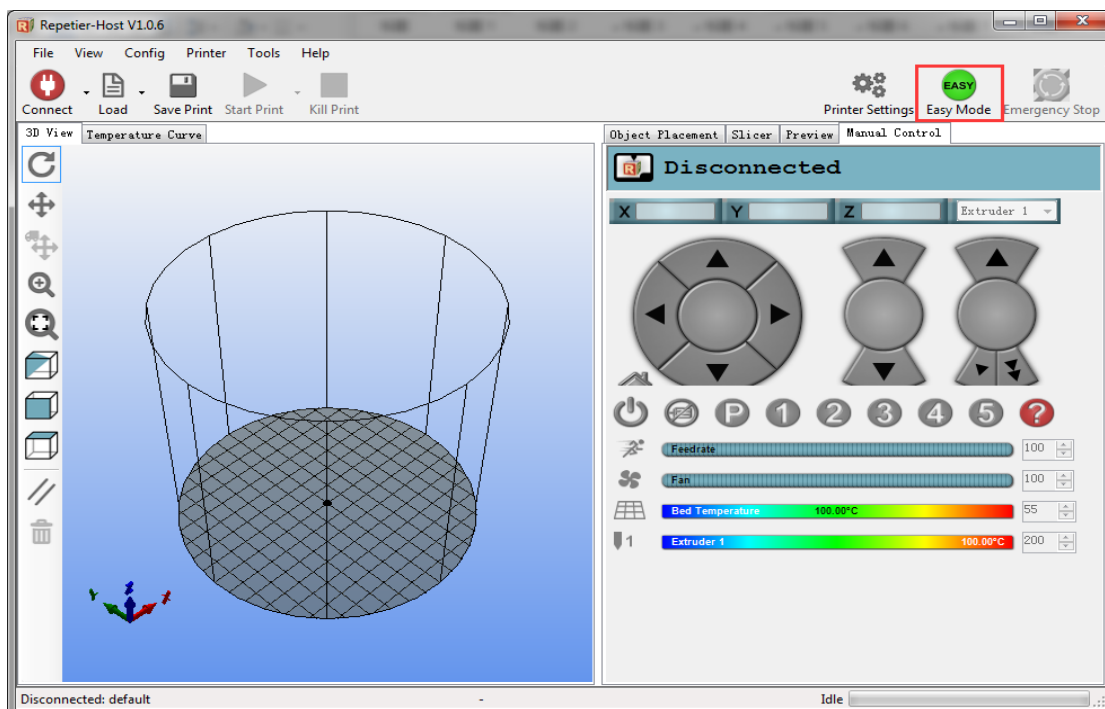 Repetier-Host V1.0.6
File View Config Printer Tools Help
Connect Load Save Print Start Print Kill Print Printer Settings EASY Easy Mode Emergency Stop
3D View Temperature Curve Object Placement Slicer Preview Manual Control
R Disconnected
X Y Z Extruder 1
P 1 2 3 4 5 ?
Feedrate 100
Fan 100
Bed Temperature 100.00°C 55
1 Extruder 1 100.00°C 200
Y Z X
Disconnected: default - Idle